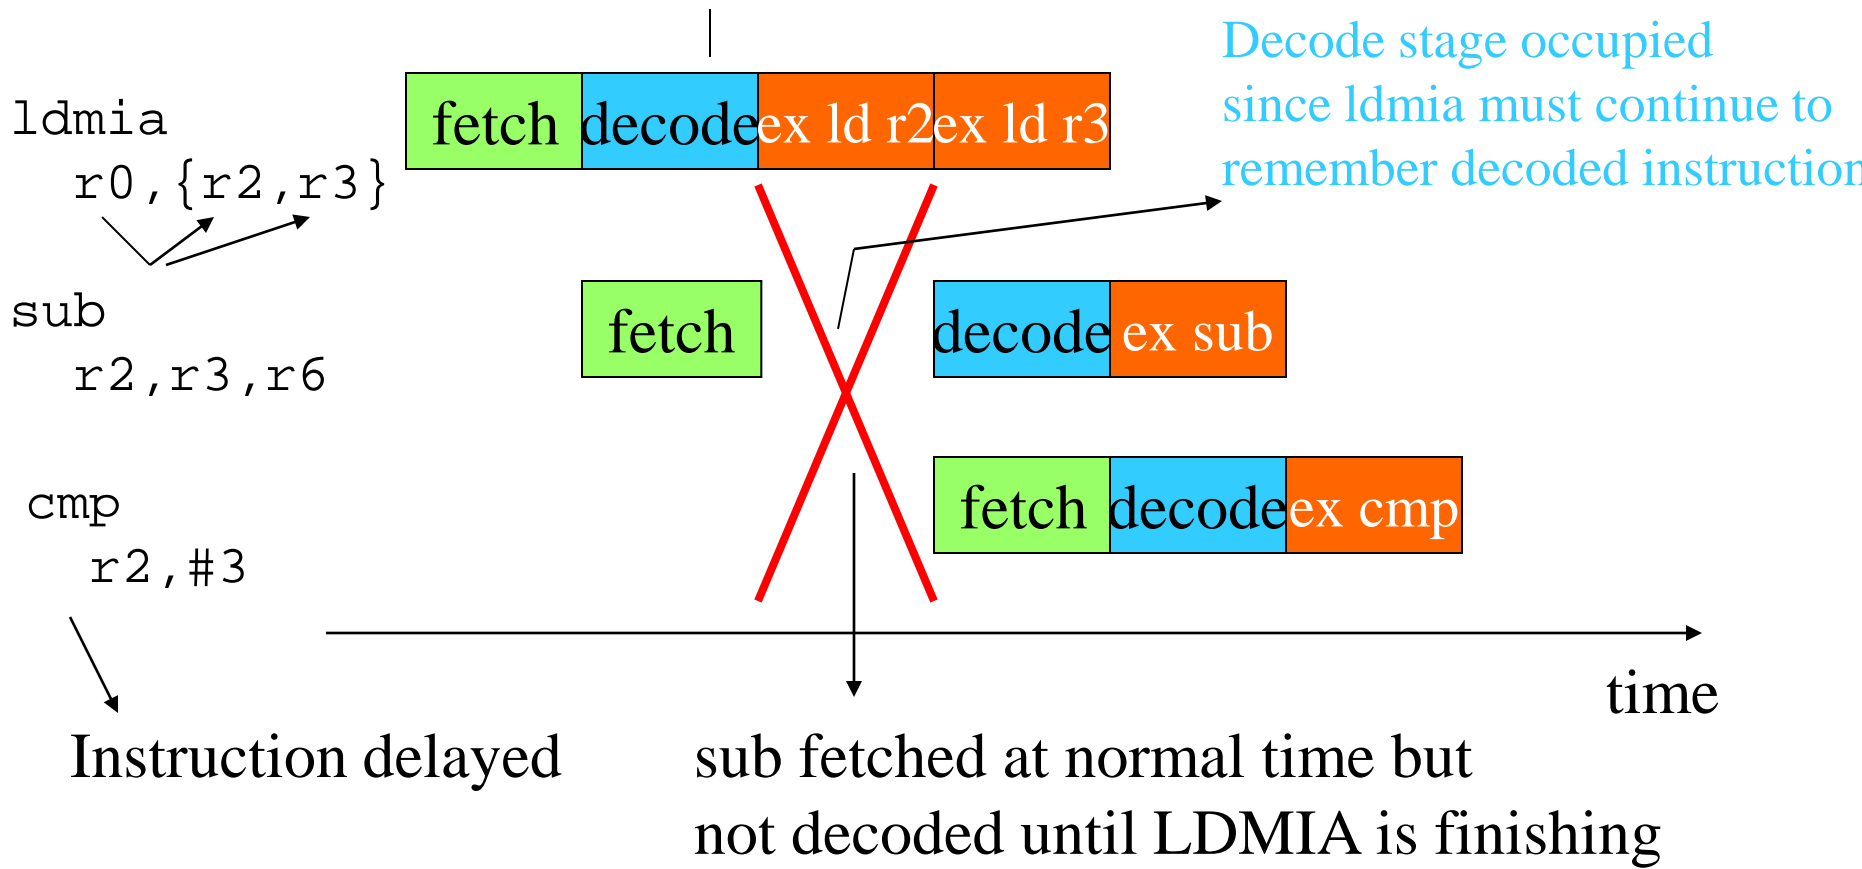 ldmia
r0,{r2,r3}
sub
r2,r3,r6
cmp
r2,#3
fetch decode ex ld r2 ex ld r3
Decode stage occupied
since ldmia must continue to
remember decoded instruction
fetch decode ex sub
fetch decode ex cmp
time
Instruction delayed
sub fetched at normal time but
not decoded until LDMIA is finishing